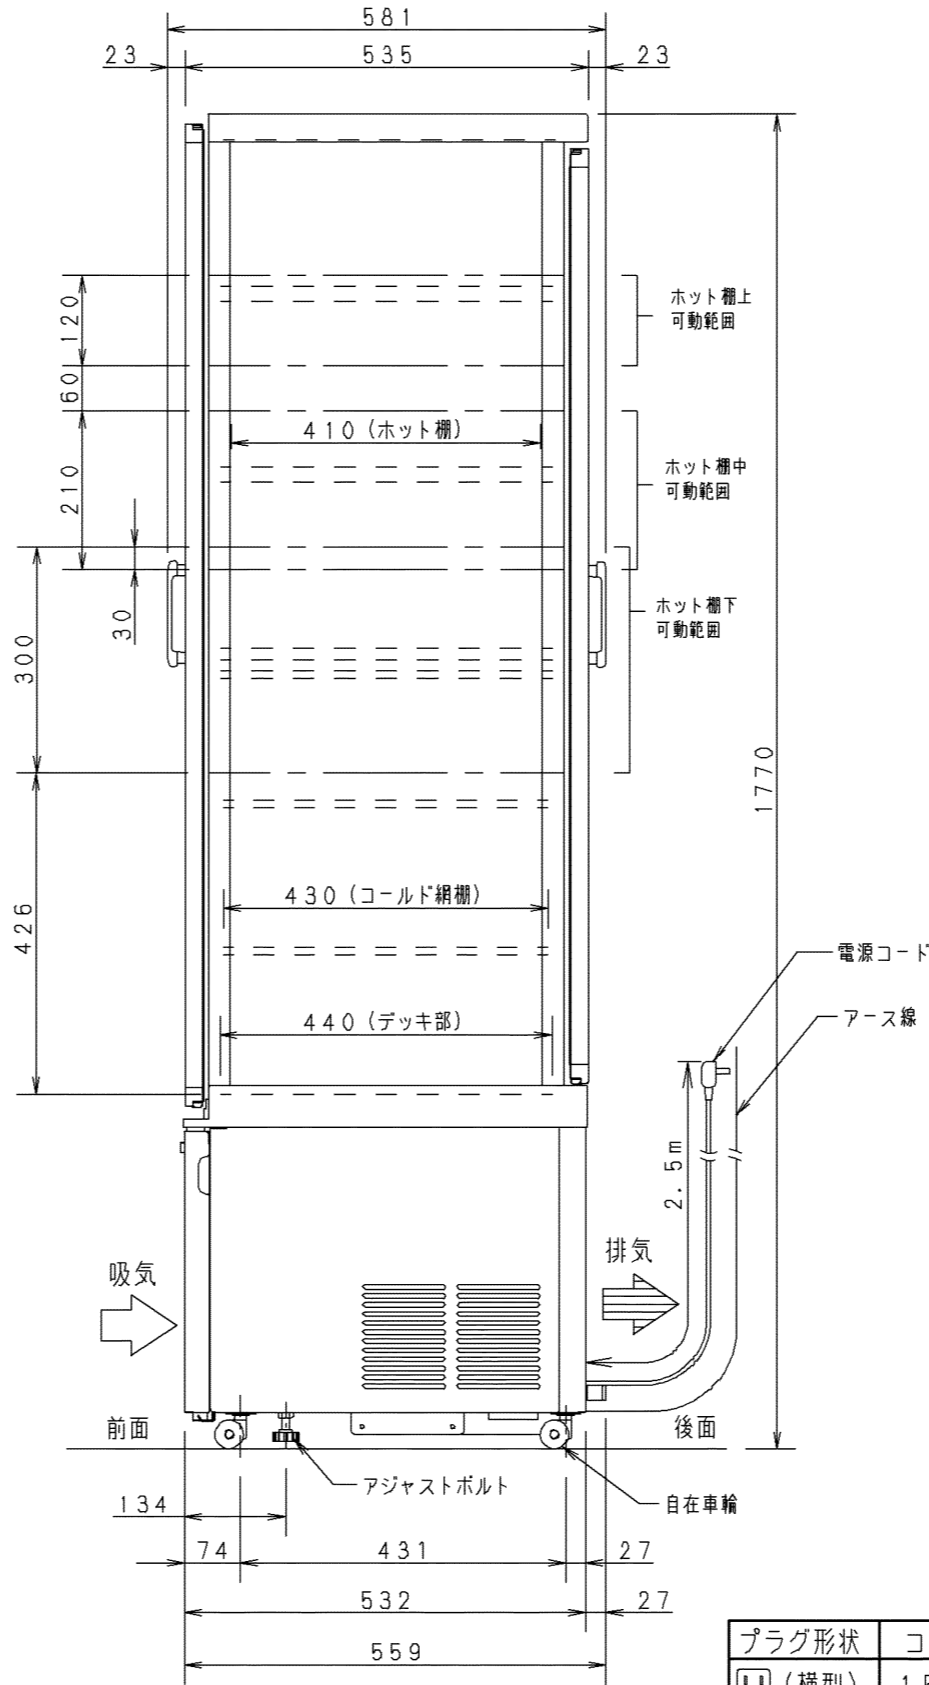 581
23
535
23
120
ホット棚上
可動範囲
60
410(ホット棚)
210
ホット棚中
可動範囲
30
300
ホット棚下
可動範囲
1770
430(コールド網棚)
426
電源コード
440(デッキ部)
アース線
2.5m
吸気
排気
前面
後面
アジャストボルト
自在車輪
134
74
431
27
532
27
559
プラグ形状
コ
(横型)